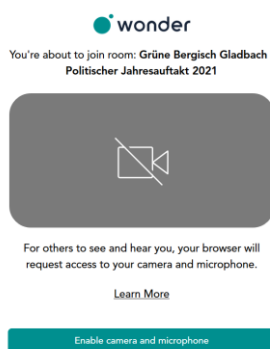 wonder
You're about to join room: Grüne Bergisch Gladbach
Politischer Jahresauftakt 2021
For others to see and hear you, your browser will
request access to your camera and microphone.
Learn More
Enable camera and microphone